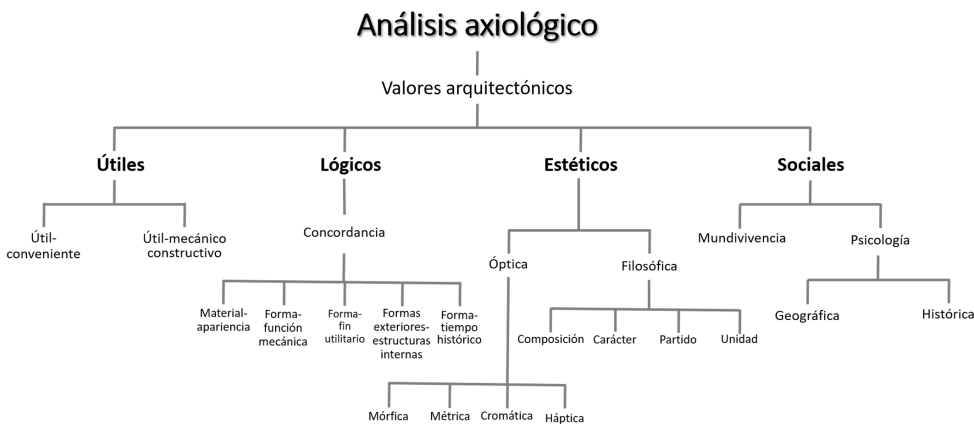 Análisis axiológico
Valores arquitectónicos
Útiles
Lógicos
Estéticos
Sociales
Útil-
conveniente
Útil-mecánico
constructivo
Concordancia
Óptica
Filosófica
Mundivivencia
Psicología
Material-
apariencia
Forma-
función
mecánica
Forma-
fin
utilitario
Formas
exteriores-
estructuras
internas
Forma-
tiempo
histórico
Composición
Carácter
Partido
Unidad
Geográfica
Histórica
Mórfica
Métrica
Cromática
Háptica